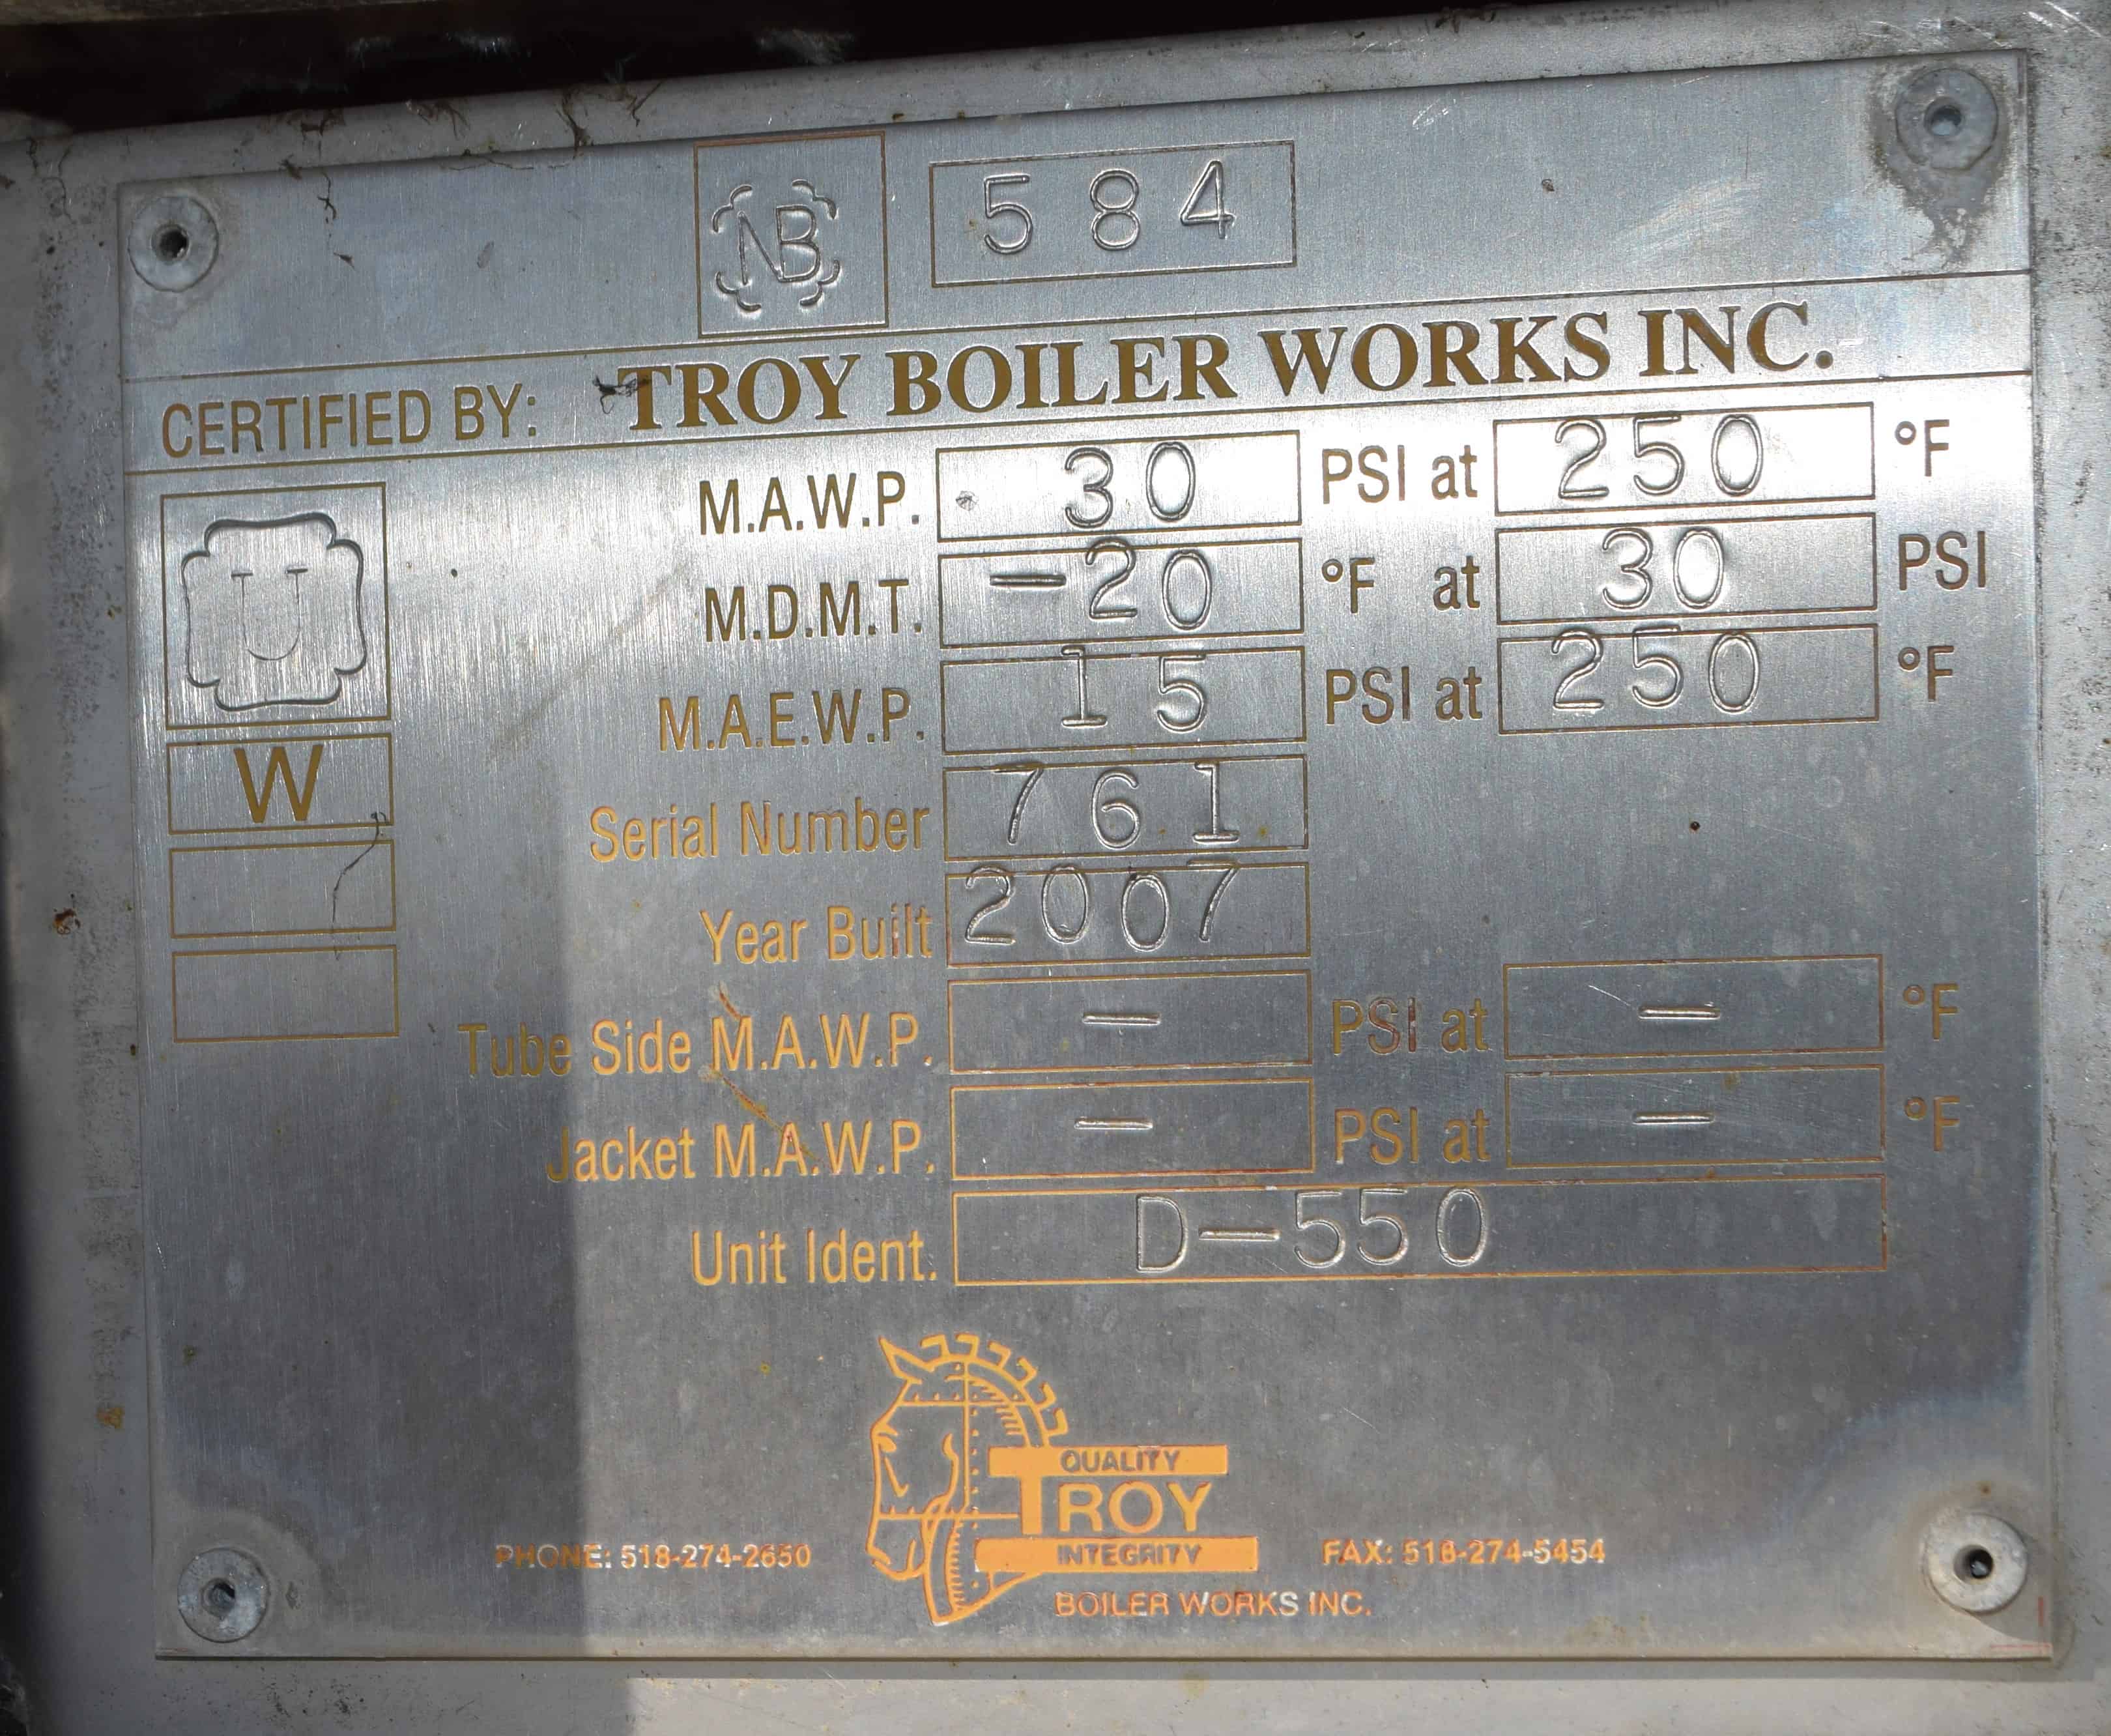 NB 584
CERTIFIED BY: TROY BOILER WORKS INC.
U
W
M.A.W.P. 30 PSI at 250 °F
M.D.M.T. -20 °F at 30 PSI
M.A.E.W.P. 15 PSI at 250 °F
Serial Number 761
Year Built 2007
Tube Side M.A.W.P. - PSI at - °F
Jacket M.A.W.P. - PSI at - °F
Unit Ident. D-550
QUALITY
TROY
INTEGRITY
PHONE: 518-274-2650 FAX: 518-274-5454
BOILER WORKS INC.